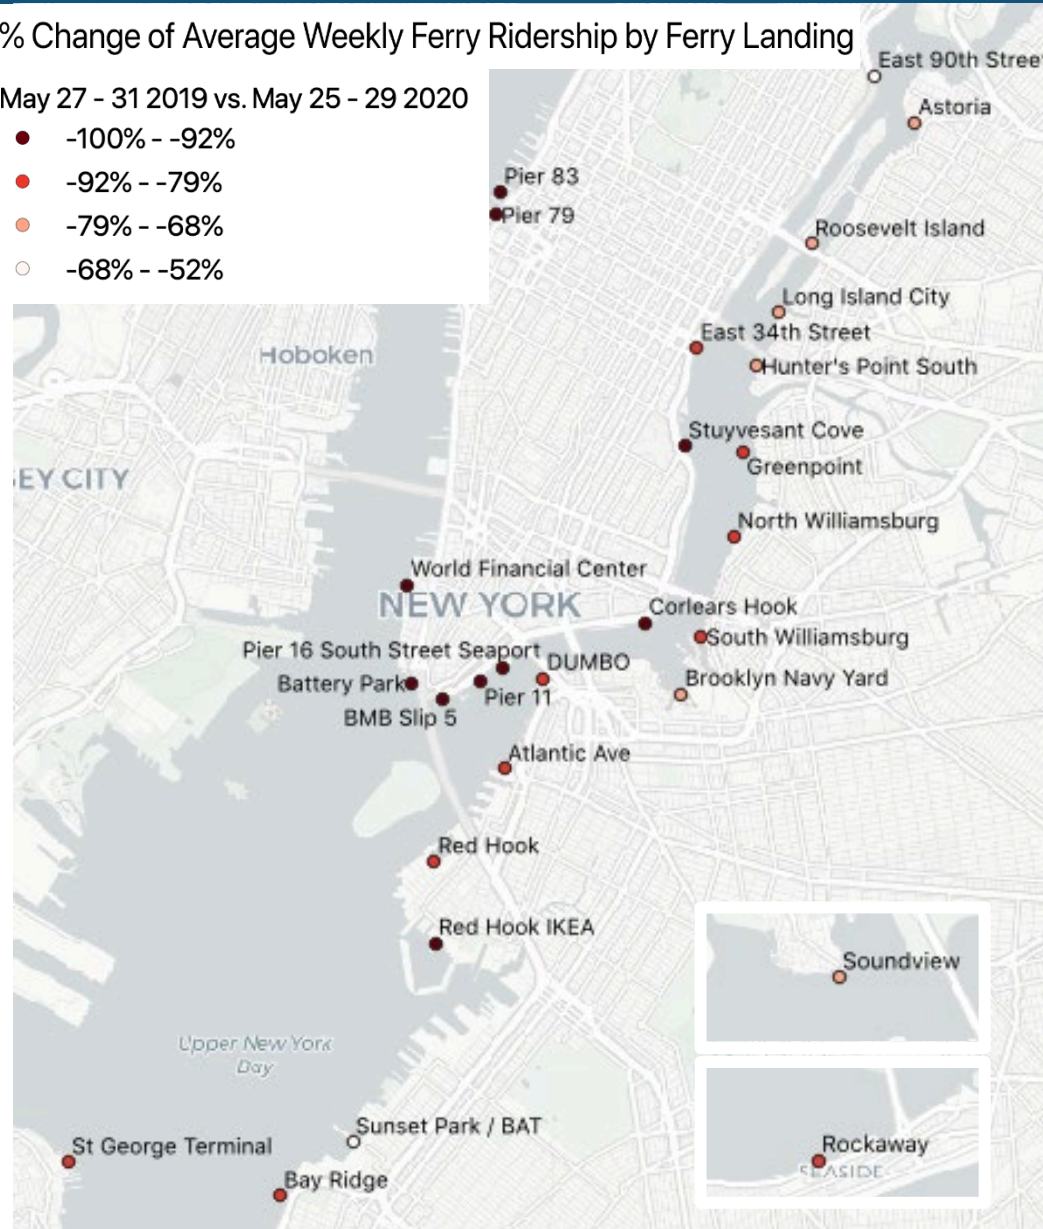 % Change of Average Weekly Ferry Ridership by Ferry Landing
May 27 - 31 2019 vs. May 25 - 29 2020
-100% - -92%
-92% - -79%
-79% - -68%
-68% - -52%
East 90th Stree
Astoria
Pier 83
Pier 79
Roosevelt Island
Long Island City
East 34th Street
Hoboken
Hunter's Point South
Stuyvesant Cove
Greenpoint
EY CITY
North Williamsburg
World Financial Center
NEW YORK
Corlears Hook
South Williamsburg
Pier 16 South Street Seaport
DUMBO
Battery Park
Brooklyn Navy Yard
Pier 11
BMB Slip 5
Atlantic Ave
Red Hook
Red Hook IKEA
Soundview
Upper New York
Bay
Sunset Park / BAT
St George Terminal
Rockaway
SEASIDE
Bay Ridge